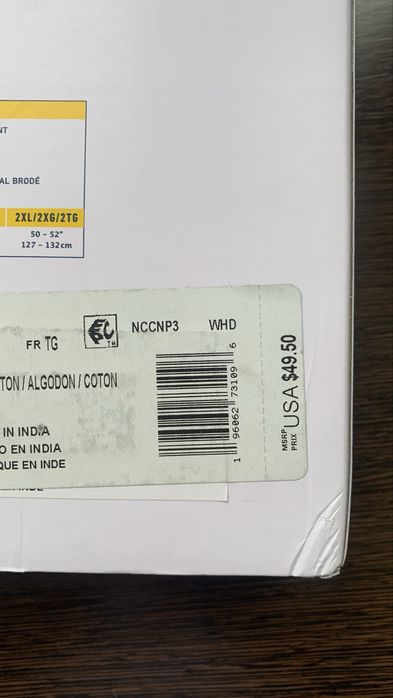 NT
AL BRODÉ
2XL/2XG/2TG
50 - 52"
127 - 132cm
FR TG
NCCNP3 WHD
TON / ALGODON / COTON
IN INDIA
O EN INDIA
QUE EN INDE
1 96062 73109 6
MSRP
PRIX
USA $49.50